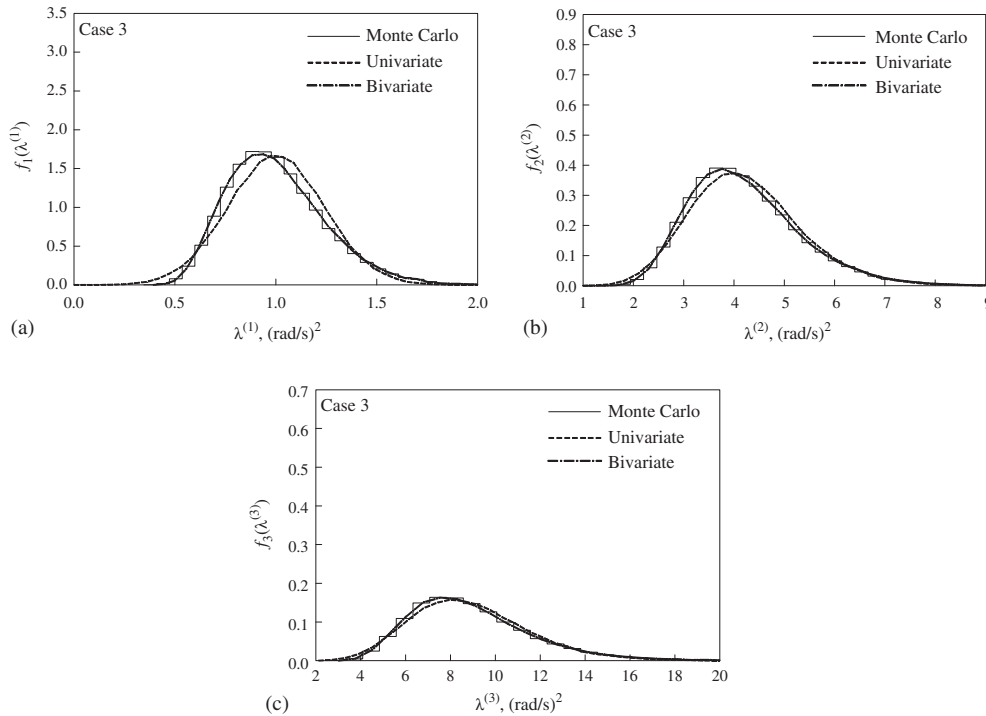 Case 3
Monte Carlo
Univariate
Bivariate
3.5
3.0
2.5
2.0
1.5
1.0
0.5
0.0
f₁(λ⁽¹⁾)
0.0 0.5 1.0 1.5 2.0
λ⁽¹⁾, (rad/s)²
(a)
Case 3
Monte Carlo
Univariate
Bivariate
0.9
0.8
0.7
0.6
0.5
0.4
0.3
0.2
0.1
0.0
f₂(λ⁽²⁾)
1 2 3 4 5 6 7 8 9
λ⁽²⁾, (rad/s)²
(b)
Case 3
Monte Carlo
Univariate
Bivariate
0.7
0.6
0.5
0.4
0.3
0.2
0.1
0.0
f₃(λ⁽³⁾)
2 4 6 8 10 12 14 16 18 20
λ⁽³⁾, (rad/s)²
(c)